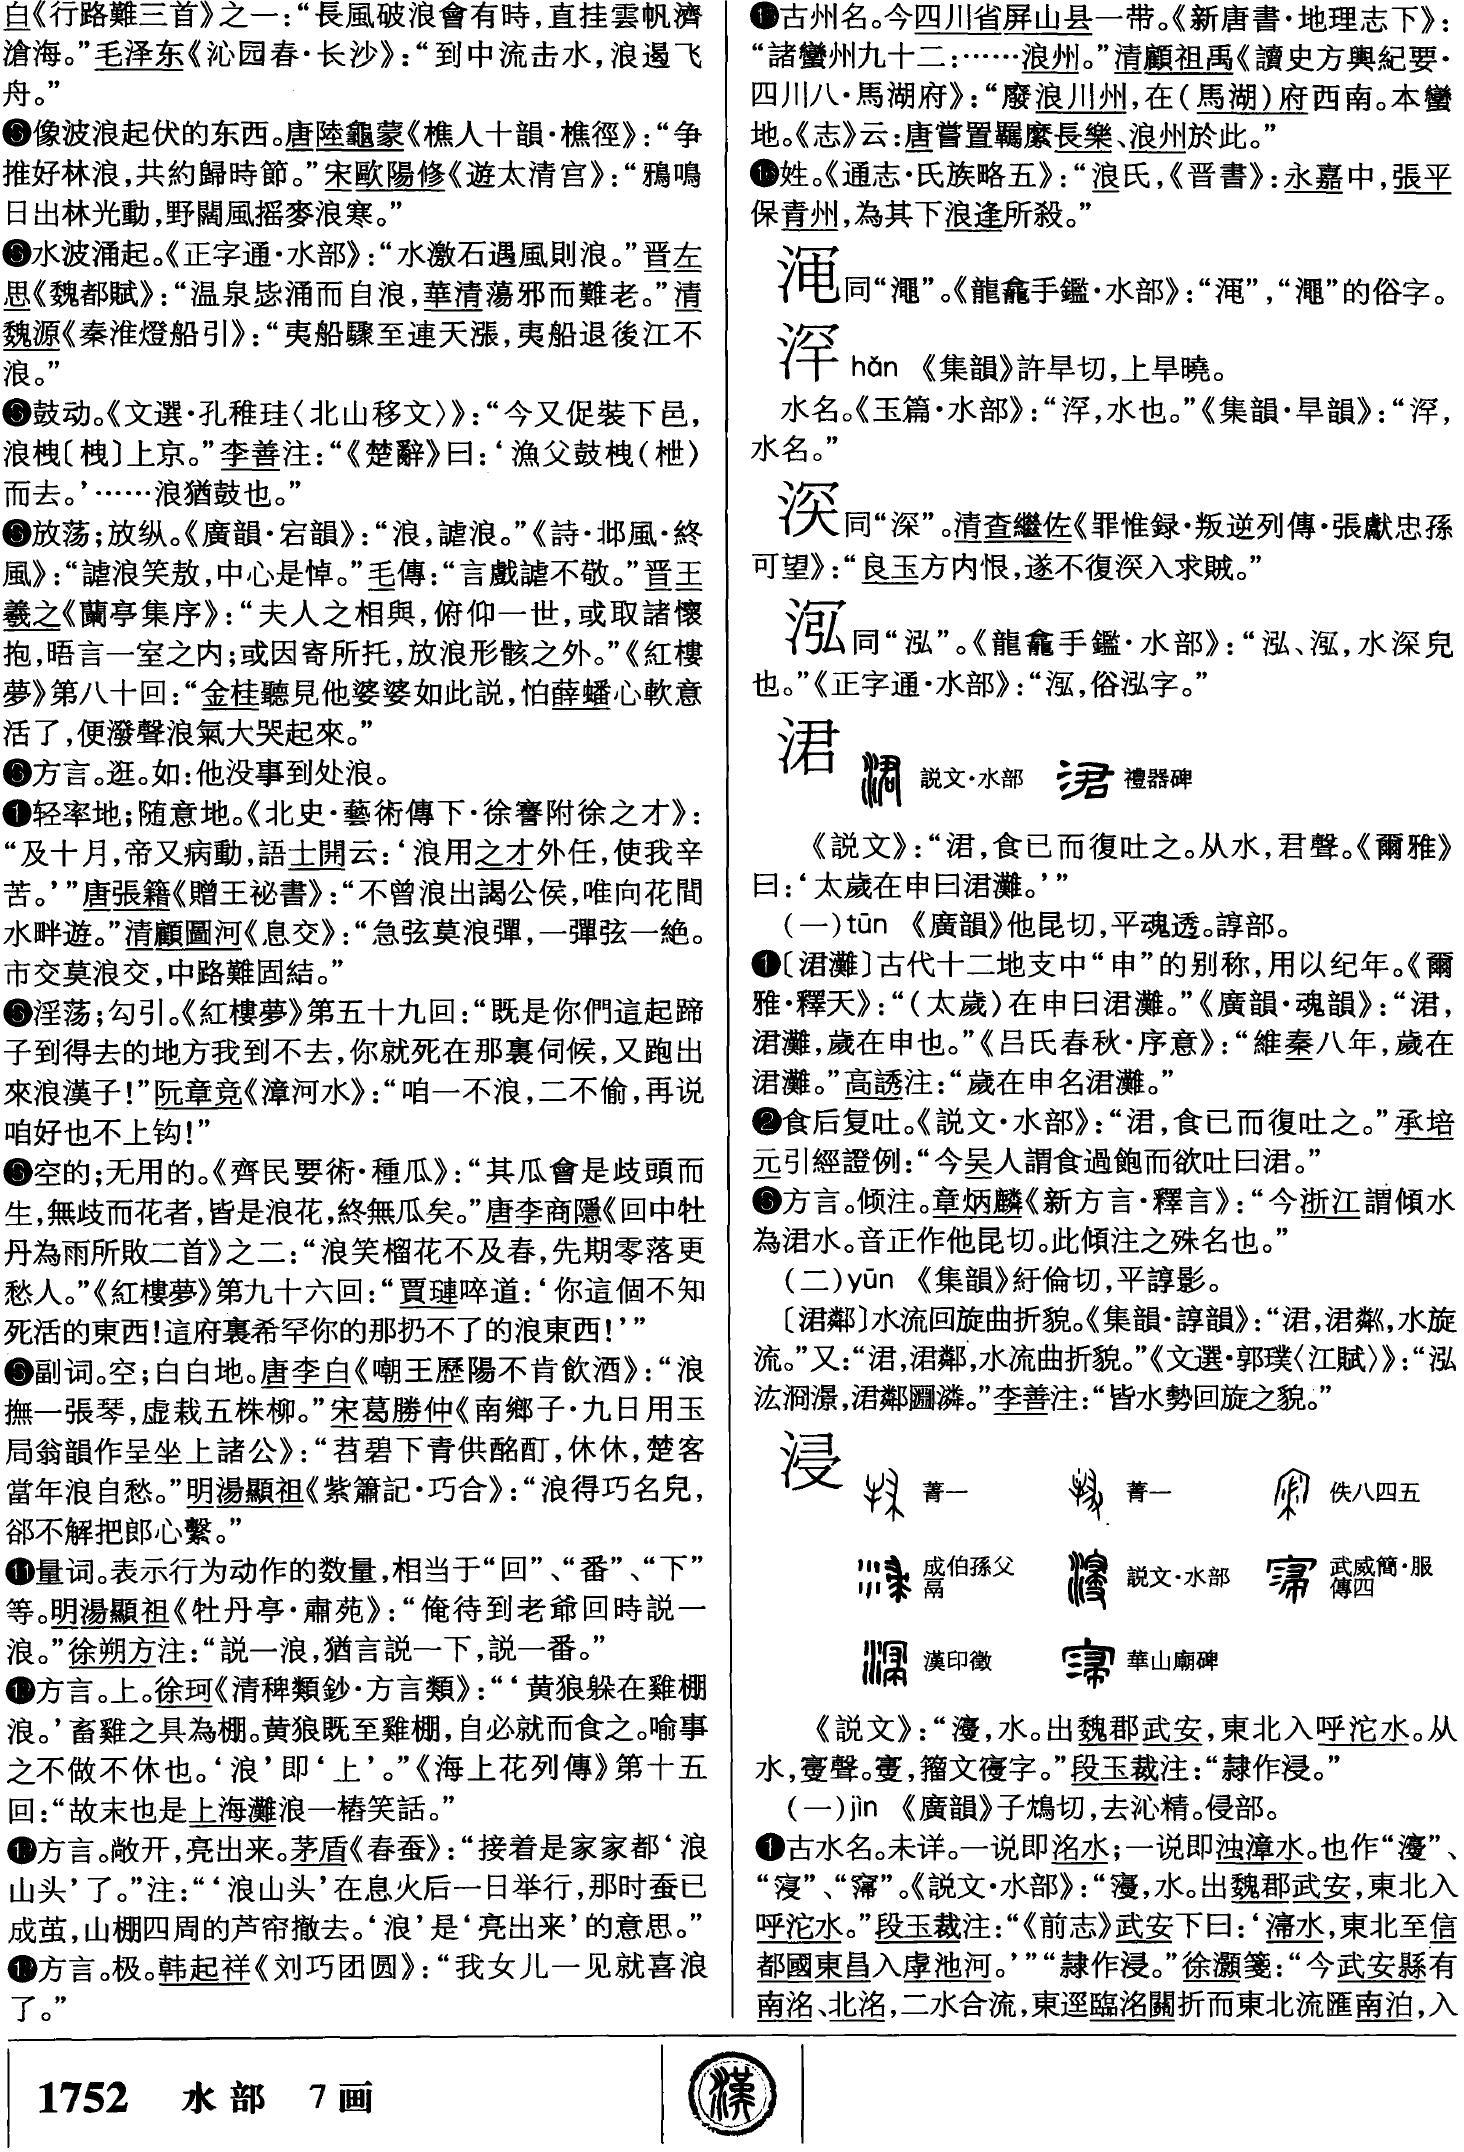 白《行路難三首》之一：“長風破浪會有時，直挂雲帆濟
滄海。”毛泽东《沁园春·长沙》：“到中流击水，浪遏飞
舟。”
像波浪起伏的东西。唐陸龜蒙《樵人十韻·樵徑》：“争
推好林浪，共約歸時節。”宋歐陽修《遊太清宫》：“鴉鳴
日出林光動，野闊風摇麥浪寒。”
水波涌起。《正字通·水部》：“水激石遇風則浪。”晋左
思《魏都賦》：“温泉毖涌而自浪，華清蕩邪而難老。”清
魏源《秦淮燈船引》：“夷船驟至連天漲，夷船退後江不
浪。”
鼓动。《文選·孔稚珪〈北山移文〉》：“今又促裝下邑，
浪栧〔栧〕上京。”李善注：“《楚辭》曰：‘漁父鼓栧（枻）
而去。’……浪猶鼓也。”
放荡；放纵。《廣韻·宕韻》：“浪，謔浪。”《詩·邶風·終
風》：“謔浪笑敖，中心是悼。”毛傳：“言戲謔不敬。”晋王
羲之《蘭亭集序》：“夫人之相與，俯仰一世，或取諸懷
抱，晤言一室之内；或因寄所托，放浪形骸之外。”《紅樓
夢》第八十回：“金桂聽見他婆婆如此説，怕薛蟠心軟意
活了，便潑聲浪氣大哭起來。”
方言。逛。如：他没事到处浪。
❶轻率地；随意地。《北史·藝術傳下·徐謇附徐之才》：
“及十月，帝又病動，語士開云：‘浪用之才外任，使我辛
苦。’”唐張籍《贈王祕書》：“不曾浪出謁公侯，唯向花間
水畔遊。”清顧圖河《息交》：“急弦莫浪彈，一彈弦一絶。
市交莫浪交，中路難固結。”
淫荡；勾引。《紅樓夢》第五十九回：“既是你們這起蹄
子到得去的地方我到不去，你就死在那裏伺候，又跑出
來浪漢子！”阮章竞《漳河水》：“咱一不浪，二不偷，再说
咱好也不上钩！”
空的；无用的。《齊民要術·種瓜》：“其瓜會是歧頭而
生，無歧而花者，皆是浪花，終無瓜矣。”唐李商隱《回中牡
丹為雨所敗二首》之二：“浪笑榴花不及春，先期零落更
愁人。”《紅樓夢》第九十六回：“賈璉啐道：‘你這個不知
死活的東西！這府裏希罕你的那扔不了的浪東西！’”
副词。空；白白地。唐李白《嘲王歷陽不肯飲酒》：“浪
撫一張琴，虚栽五株柳。”宋葛勝仲《南鄉子·九日用玉
局翁韻作呈坐上諸公》：“苕碧下青供酩酊，休休，楚客
當年浪自愁。”明湯顯祖《紫簫記·巧合》：“浪得巧名兒，
郤不解把郎心繫。”
⓫量词。表示行为动作的数量，相当于“回”、“番”、“下”
等。明湯顯祖《牡丹亭·肅苑》：“俺待到老爺回時説一
浪。”徐朔方注：“説一浪，猶言説一下，説一番。”
方言。上。徐珂《清稗類鈔·方言類》：“‘黄狼躲在雞棚
浪。’畜雞之具為棚。黄狼既至雞棚，自必就而食之。喻事
之不做不休也。‘浪’即‘上’。”《海上花列傳》第十五
回：“故末也是上海灘浪一樁笑話。”
方言。敞开，亮出来。茅盾《春蚕》：“接着是家家都‘浪
山头’了。”注：“‘浪山头’在息火后一日举行，那时蚕已
成茧，山棚四周的芦帘撤去。‘浪’是‘亮出来’的意思。”
方言。极。韩起祥《刘巧团圆》：“我女儿一见就喜浪
了。”
古州名。今四川省屏山县一带。《新唐書·地理志下》：
“諸蠻州九十二：……浪州。”清顧祖禹《讀史方輿紀要·
四川八·馬湖府》：“廢浪川州，在（馬湖）府西南。本蠻
地。《志》云：唐嘗置羈縻長樂、浪州於此。”
姓。《通志·氏族略五》：“浪氏，《晋書》：永嘉中，張平
保青州，為其下浪逢所殺。”
渑同“澠”。《龍龕手鑑·水部》：“渑”，“澠”的俗字。
浫 hǎn 《集韻》許旱切，上旱曉。
水名。《玉篇·水部》：“浫，水也。”《集韻·旱韻》：“浫，
水名。”
㴱同“深”。清查繼佐《罪惟録·叛逆列傳·張獻忠孫
可望》：“良玉方内恨，遂不復㴱入求賊。”
同“泓”。《龍龕手鑑·水部》：“泓、，水深皃
也。”《正字通·水部》：“，俗泓字。”
涒 説文·水部 禮器碑
《説文》：“涒，食已而復吐之。从水，君聲。《爾雅》
曰：‘太歲在申曰涒灘。’”
（一）tūn 《廣韻》他昆切，平魂透。諄部。
❶〔涒灘〕古代十二地支中“申”的别称，用以纪年。《爾
雅·釋天》：“（太歲）在申曰涒灘。”《廣韻·魂韻》：“涒，
涒灘，歲在申也。”《吕氏春秋·序意》：“維秦八年，歲在
涒灘。”高誘注：“歲在申名涒灘。”
❷食后复吐。《説文·水部》：“涒，食已而復吐之。”承培
元引經證例：“今吴人謂食過飽而欲吐曰涒。”
❸方言。倾注。章炳麟《新方言·釋言》：“今浙江謂傾水
為涒水。音正作他昆切。此傾注之殊名也。”
（二）yūn 《集韻》紆倫切，平諄影。
〔涒鄰〕水流回旋曲折貌。《集韻·諄韻》：“涒，涒粼，水旋
流。”又：“涒，涒鄰，水流曲折貌。”《文選·郭璞〈江賦〉》：“泓
汯浻澋，涒鄰㘤潾。”李善注：“皆水勢回旋之貌。”
浸 菁一 菁一 佚八四五
成伯孫父鬲 説文·水部 武威簡·服傳四
漢印徵 華山廟碑
《説文》：“濅，水。出魏郡武安，東北入呼沱水。从
水，㝲聲。㝲，籀文寑字。”段玉裁注：“隸作浸。”
（一）jìn 《廣韻》子鴆切，去沁精。侵部。
❶古水名。未详。一说即洺水；一说即浊漳水。也作“濅”、
“寖”、“”。《説文·水部》：“濅，水。出魏郡武安，東北入
呼沱水。”段玉裁注：“《前志》武安下曰：‘水，東北至信
都國東昌入虖池河。’”“隸作浸。”徐灝箋：“今武安縣有
南洺、北洺，二水合流，東逕臨洺關折而東北流匯南泊，入
1752 水部 7画
漢